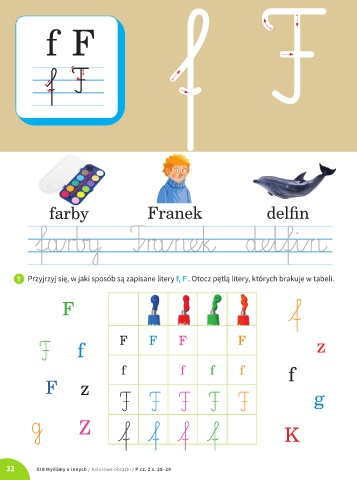 f F
f F
f F
farby Franek delfin
farby Franek delfin
1 Przyjrzyj się, w jaki sposób są zapisane litery f, F . Otocz pętlą litery, których brakuje w tabeli.
F f
F F F F z
F f
f f f f f
F z F F F F F g
g Z f f f f K
32 XIII Myślimy o innych / Kolorowe obrazki / P cz. 2 s. 28-29